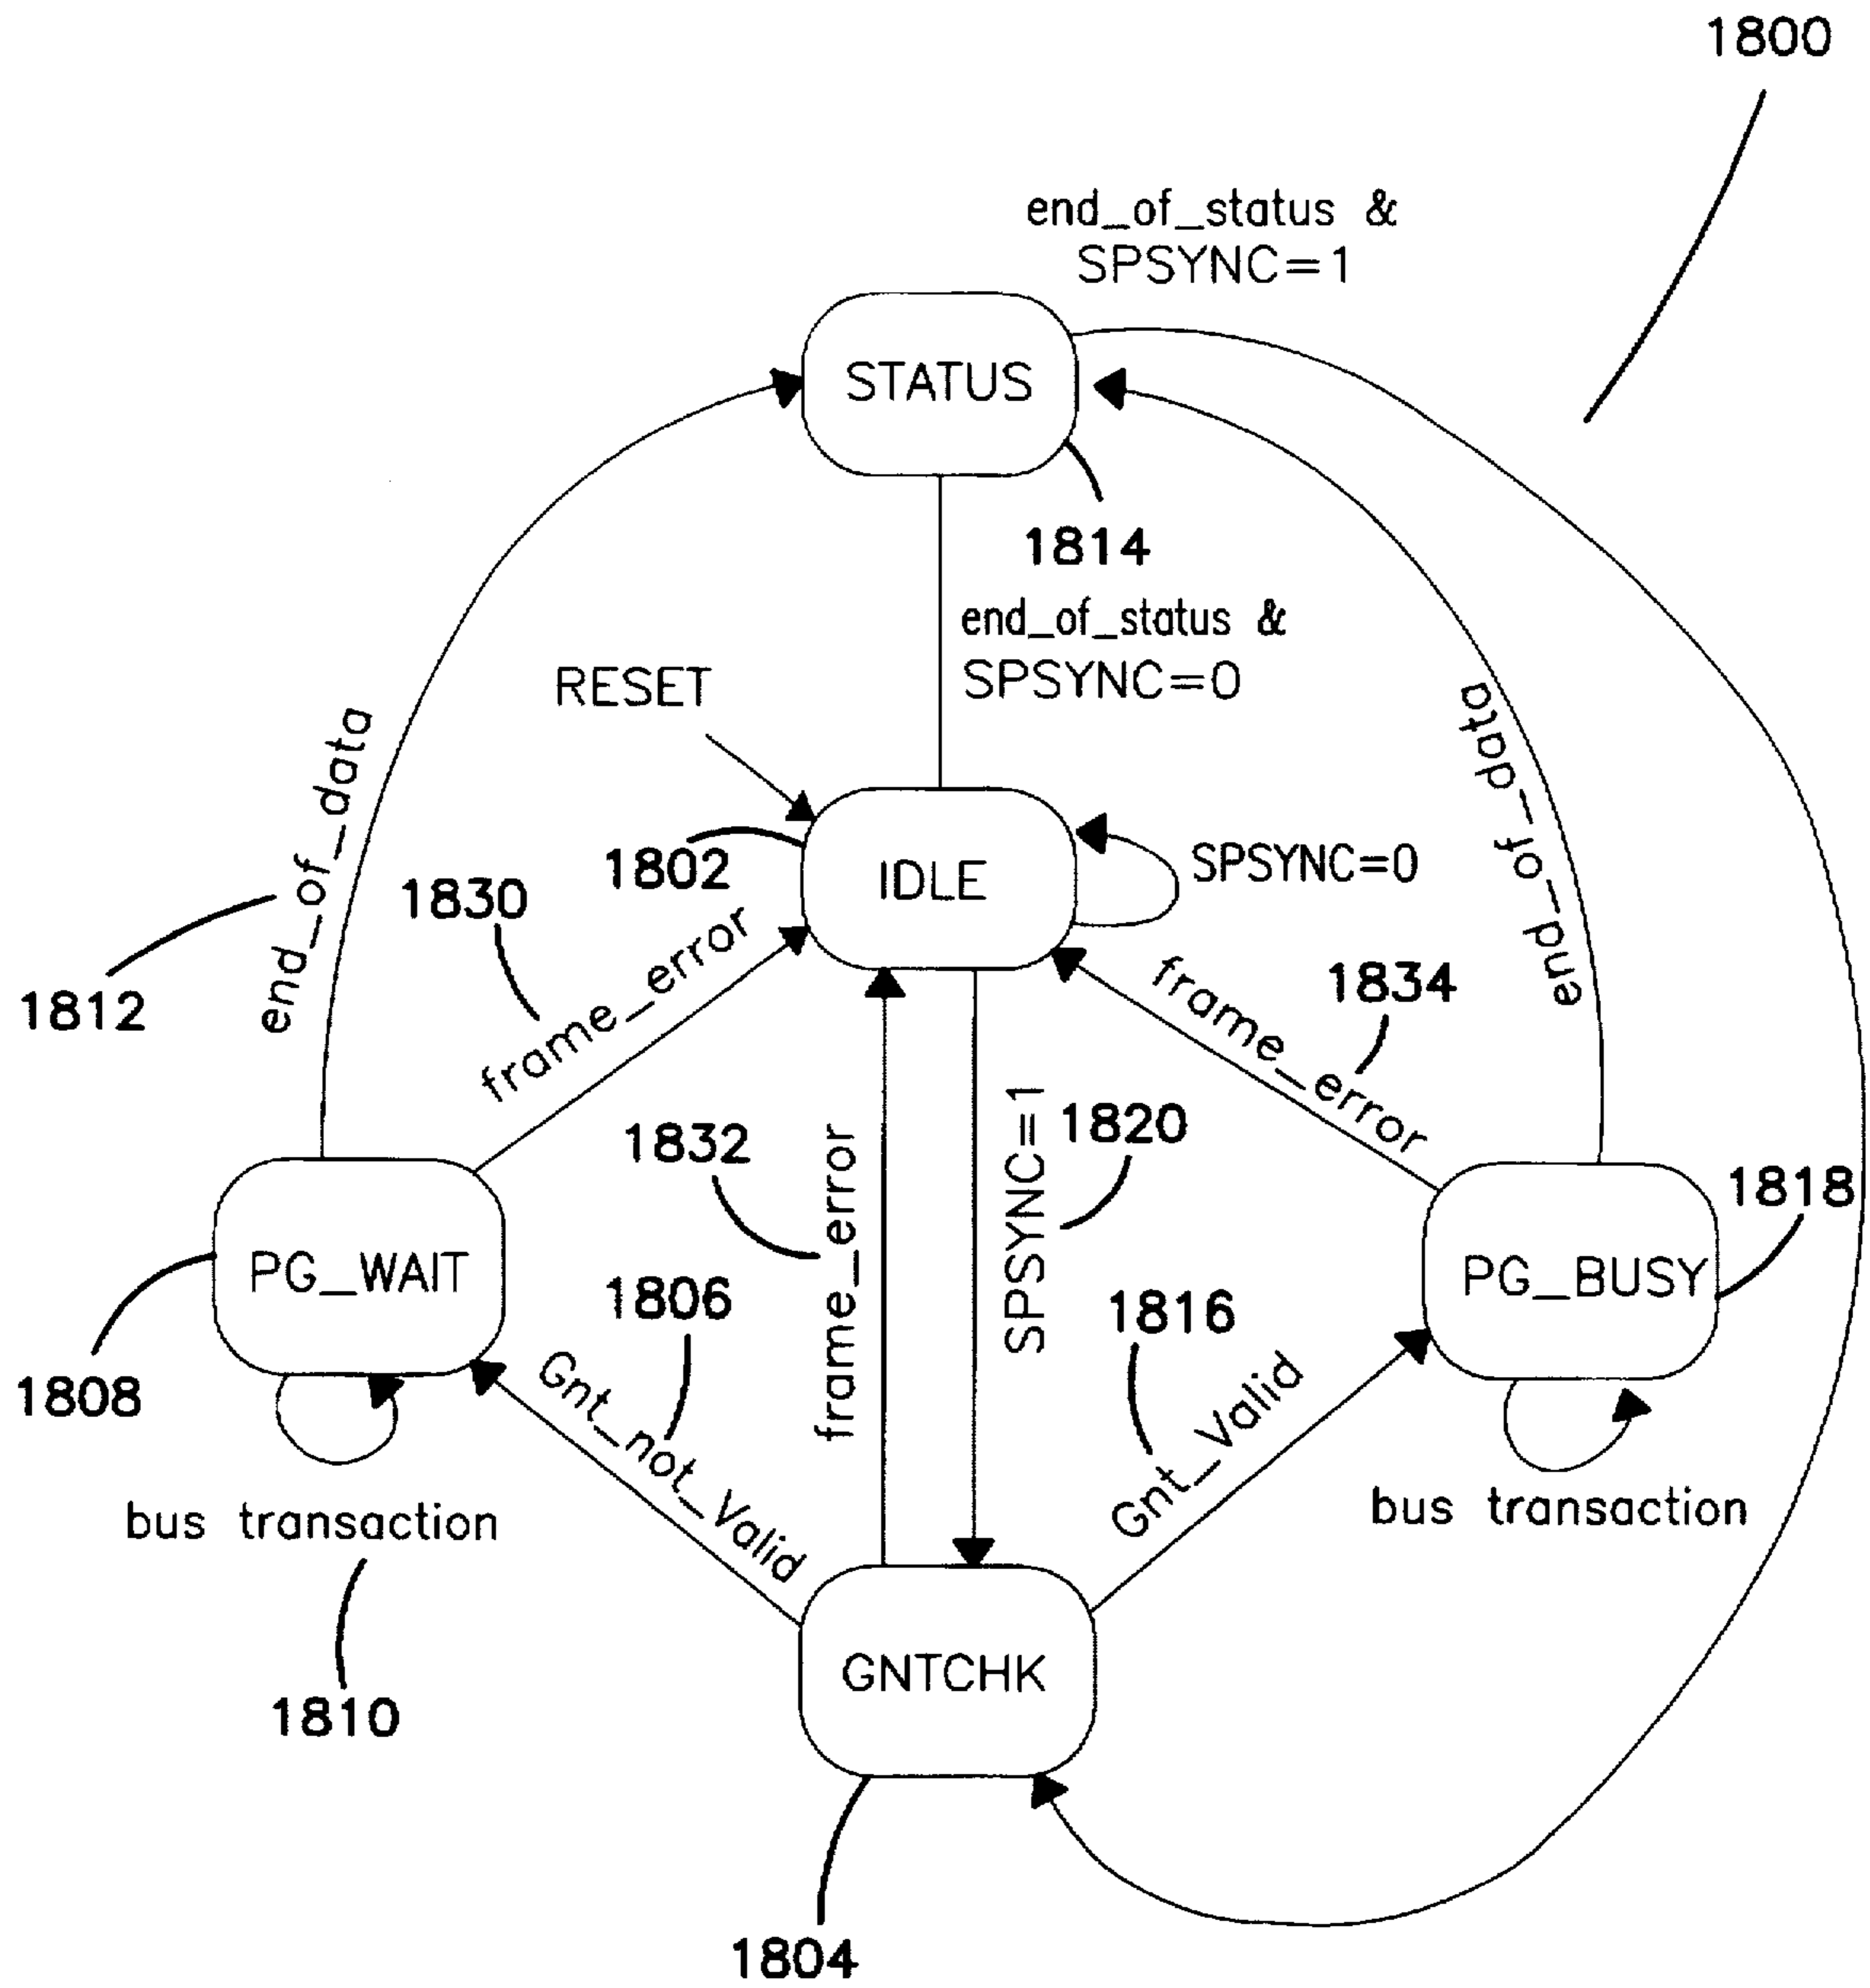 1800
end_of_status &
SPSYNC=1
STATUS
1814
end_of_status &
SPSYNC=0
RESET
end_of_data
end_of_data
1802
IDLE
SPSYNC=0
1830
1812
frame_error
frame_error
1834
1832
frame_error
SPSYNC=1
1820
1818
PG_WAIT
PG_BUSY
1806
1816
1808
Gnt_not_Valid
Gnt_Valid
bus transaction
bus transaction
1810
GNTCHK
1804